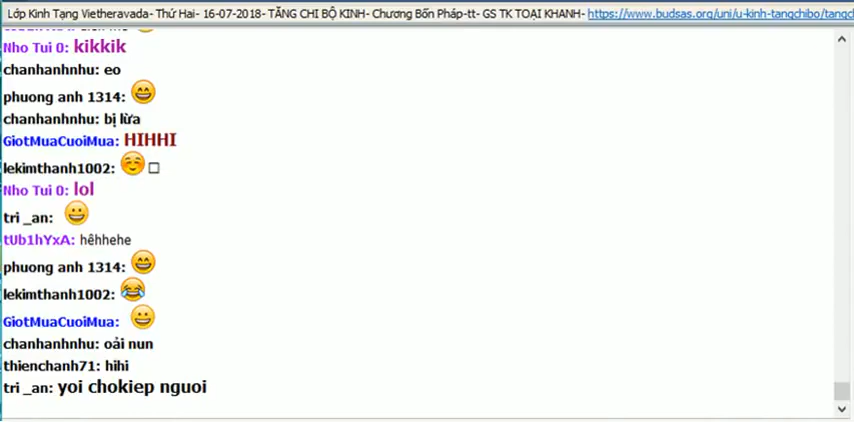 Lớp Kinh Tạng Vietheravada- Thứ Hai- 16-07-2018- TĂNG CHI BỘ KINH- Chương Bốn Pháp-tt- GS TK TOẠI KHANH- https://www.budsas.org/uni/u-kinh-tangchibo/tangc
Nho Tui 0: kikkik
chanhanhnhu: eo
phuong anh 1314: 😄
chanhanhnhu: bị lừa
GiotMuaCuoiMua: HIHHI
lekimthanh1002: ☺️ □
Nho Tui 0: lol
tri _an: 😀
tUb1hYxA: hêhhehe
phuong anh 1314: 😄
lekimthanh1002: 😂
GiotMuaCuoiMua: 😀
chanhanhnhu: oải nun
thienchanh71: hihi
tri _an: yoi chokiep nguoi